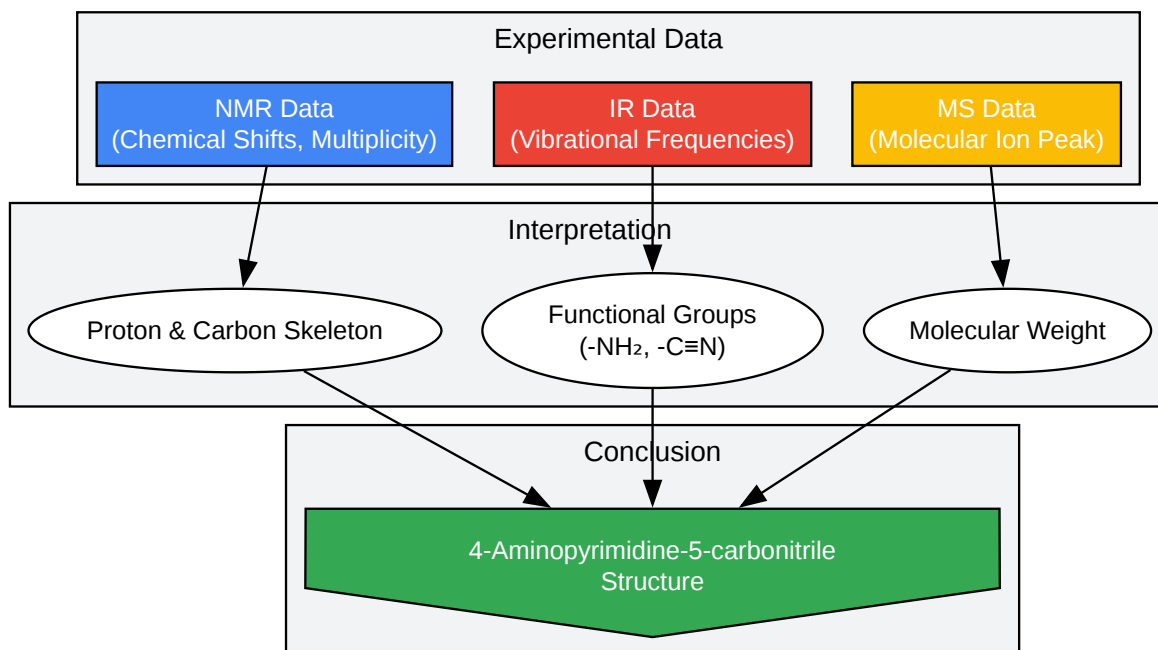 Experimental Data
NMR Data
(Chemical Shifts, Multiplicity)
IR Data
(Vibrational Frequencies)
MS Data
(Molecular Ion Peak)
Interpretation
Proton & Carbon Skeleton
Functional Groups
(-NH₂, -C≡N)
Molecular Weight
Conclusion
4-Aminopyrimidine-5-carbonitrile
Structure